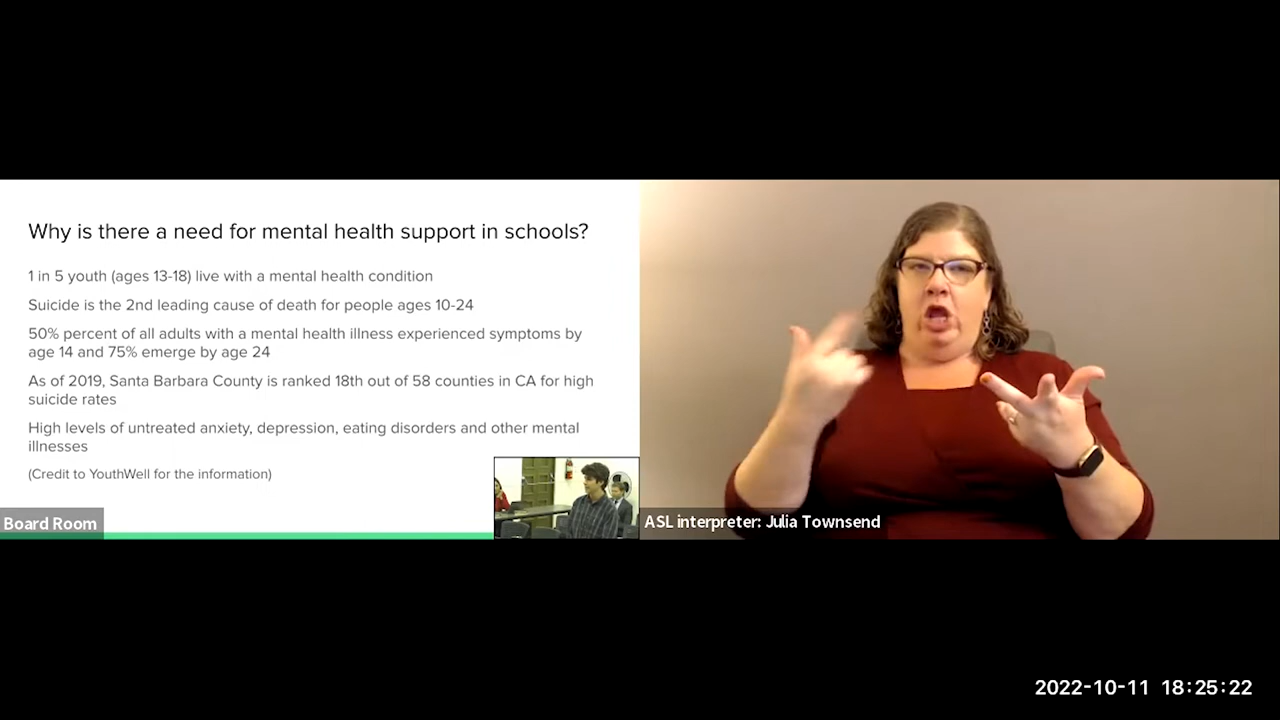 Why is there a need for mental health support in schools?
1 in 5 youth (ages 13-18) live with a mental health condition
Suicide is the 2nd leading cause of death for people ages 10-24
50% percent of all adults with a mental health illness experienced symptoms by
age 14 and 75% emerge by age 24
As of 2019, Santa Barbara County is ranked 18th out of 58 counties in CA for high
suicide rates
High levels of untreated anxiety, depression, eating disorders and other mental
illnesses
(Credit to YouthWell for the information)
Board Room
ASL interpreter: Julia Townsend
2022-10-11 18:25:22